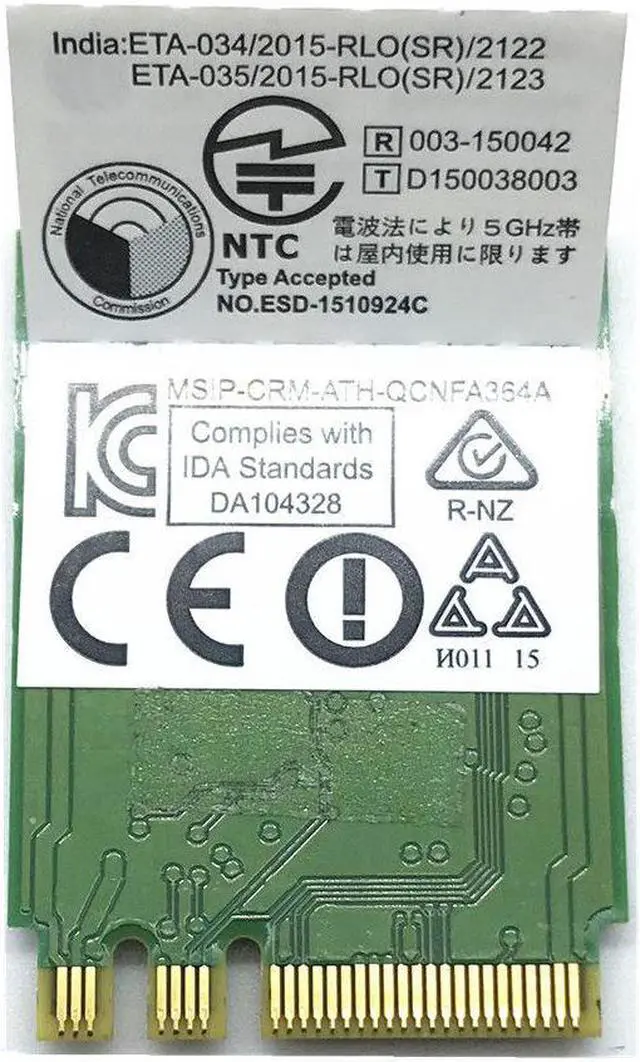 India:ETA-034/2015-RLO(SR)/2122
ETA-035/2015-RLO(SR)/2123
R 003-150042
T D150038003
National Telecommunications
Commission
NTC
Type Accepted
NO.ESD-1510924C
電波法により5GHz帯
は屋内使用に限ります
MSIP-CRM-ATH-QCNFA364A
KC
Complies with
IDA Standards
DA104328
R-NZ
CE
И011 15